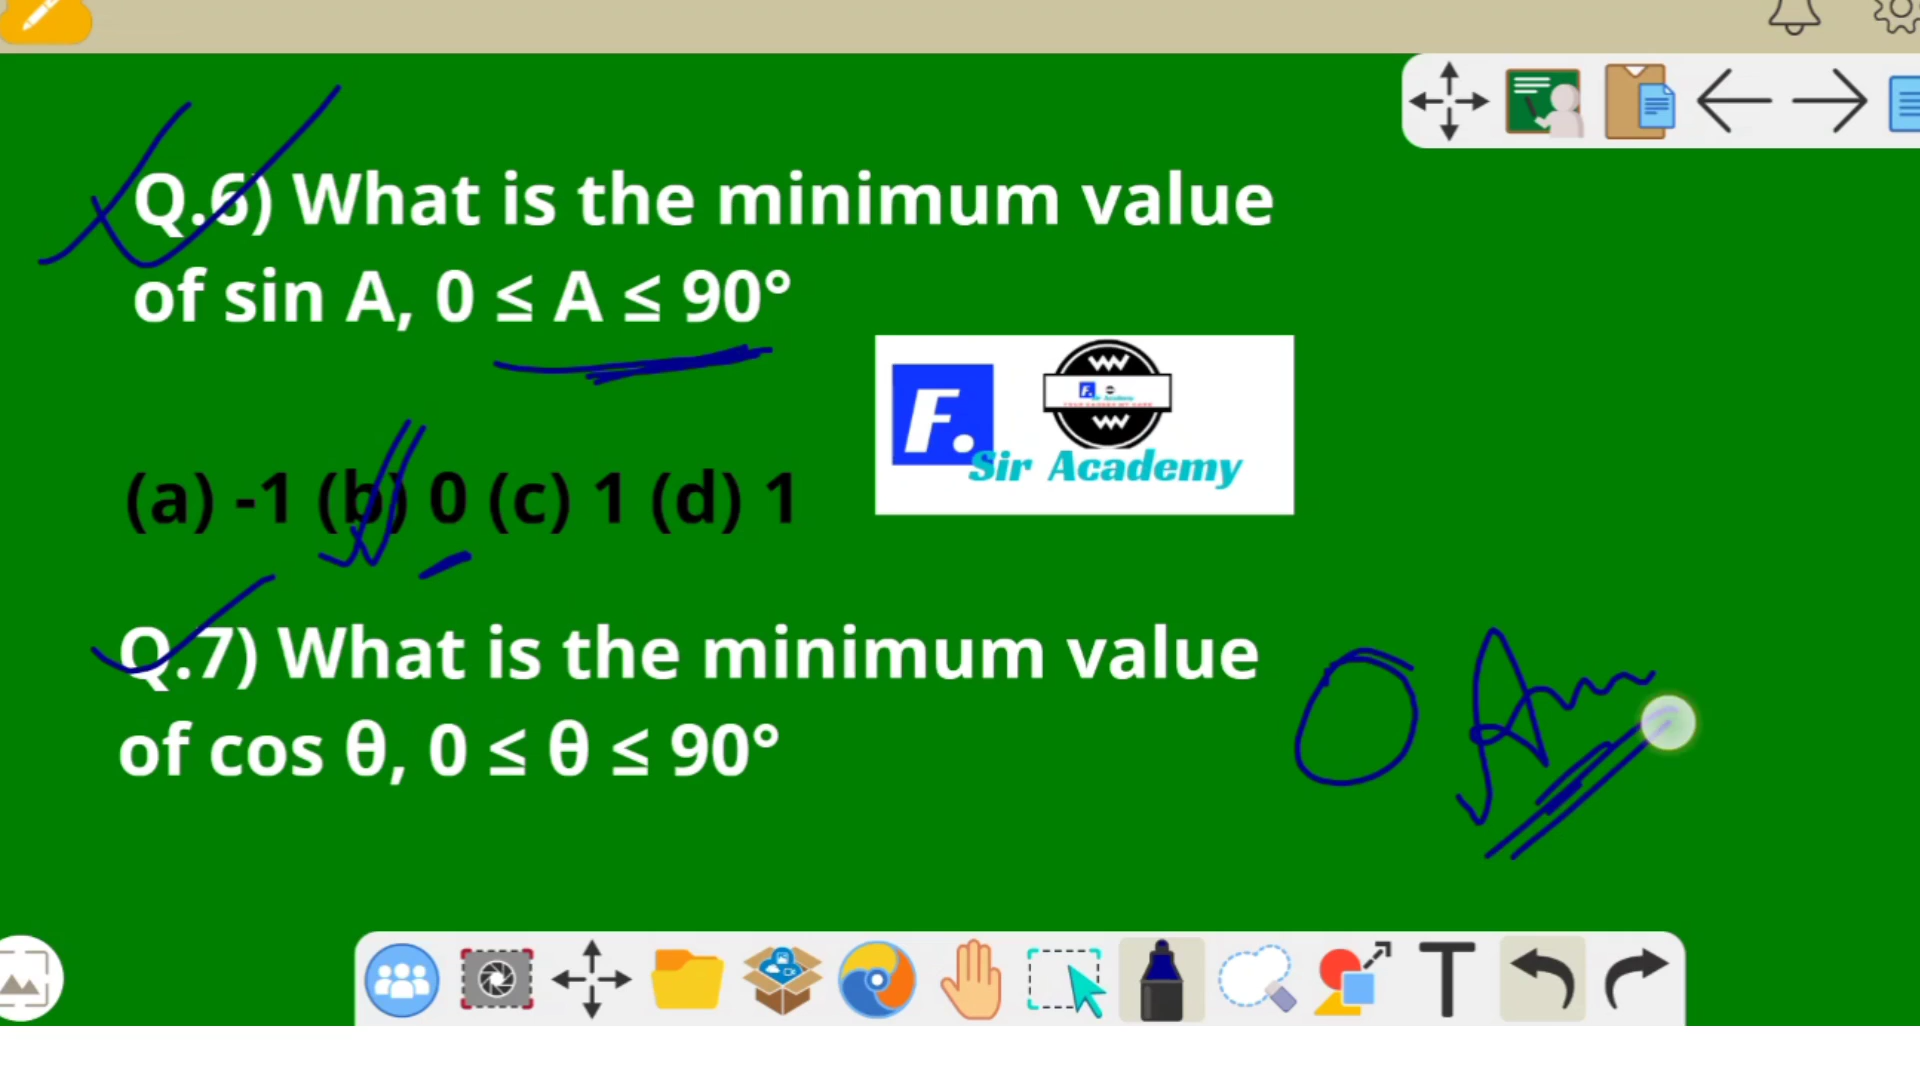 Q.6) What is the minimum value
of sin A, 0 ≤ A ≤ 90°
F.
Sir Academy
(a) -1 (b) 0 (c) 1 (d) 1
Q.7) What is the minimum value
of cos θ, 0 ≤ θ ≤ 90°
0 Ans
T